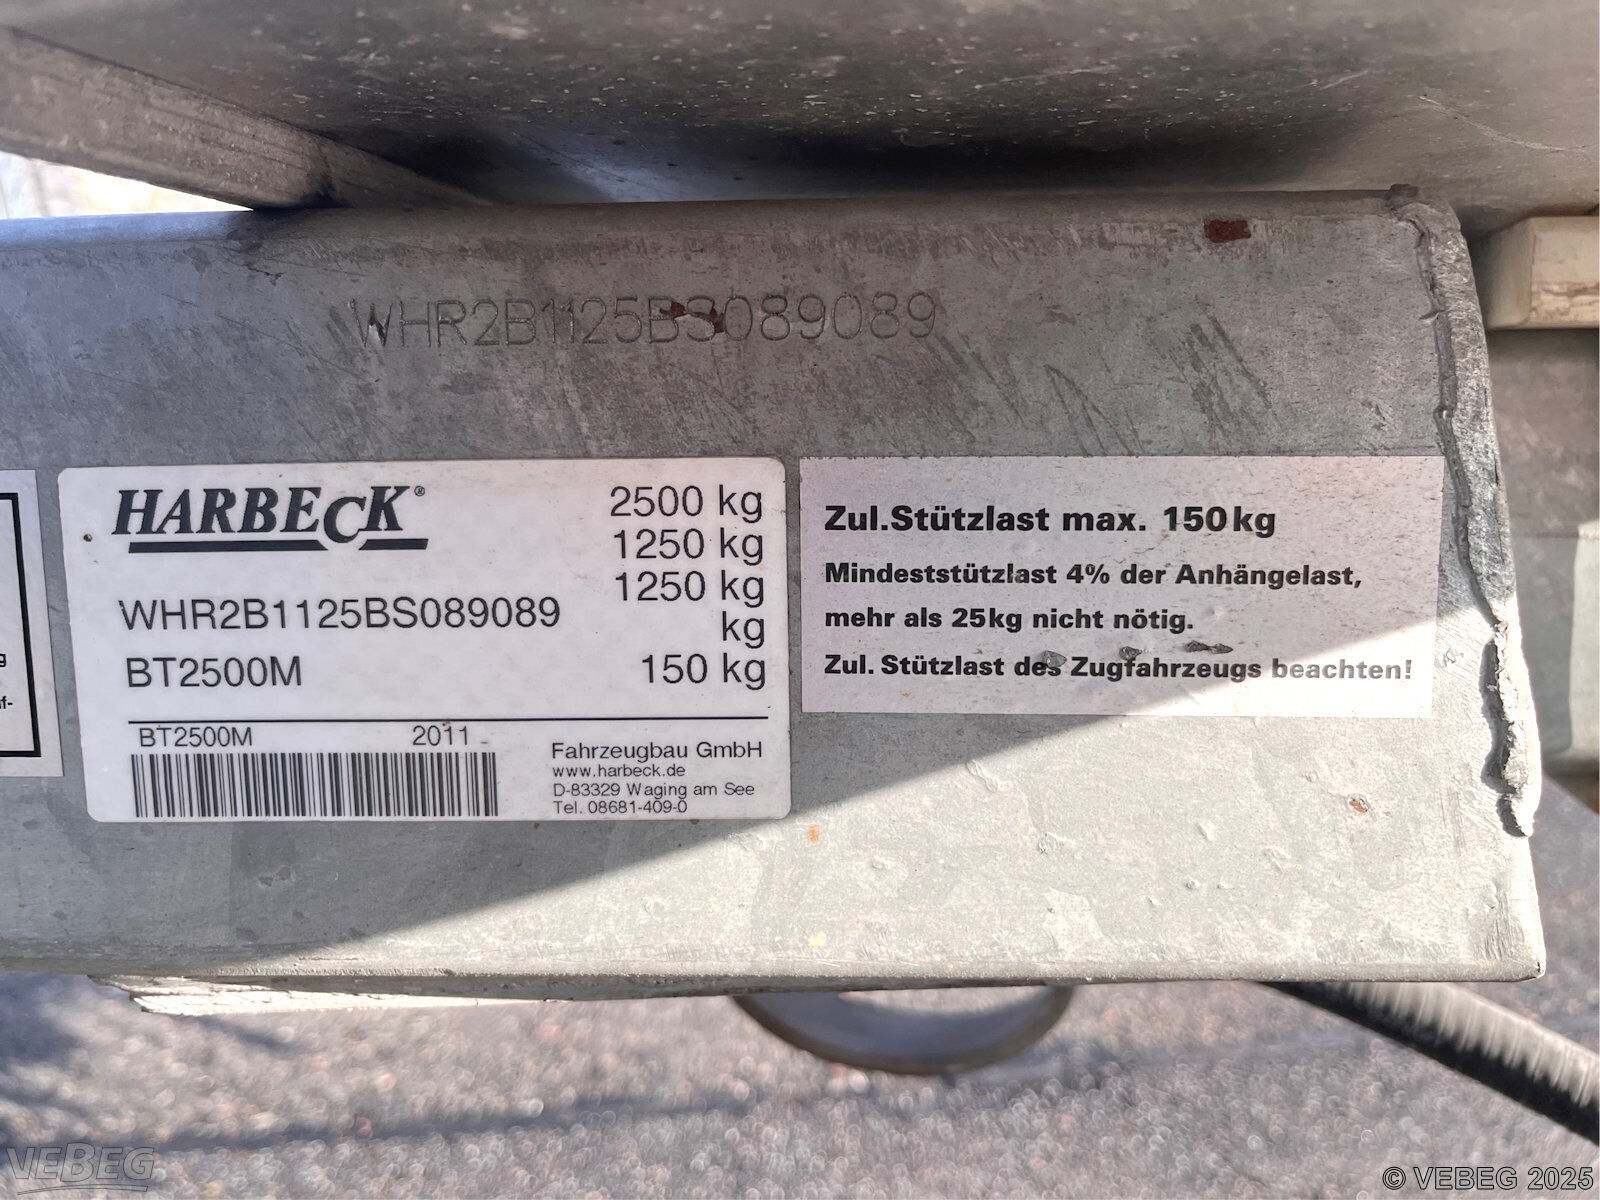 WHR2B1125BS089089
HARBECK®
2500 kg
1250 kg
1250 kg
kg
150 kg
WHR2B1125BS089089
BT2500M
BT2500M 2011
Fahrzeugbau GmbH
www.harbeck.de
D-83329 Waging am See
Tel. 08681-409-0
Zul.Stützlast max. 150kg
Mindeststützlast 4% der Anhängelast,
mehr als 25kg nicht nötig.
Zul. Stützlast des Zugfahrzeugs beachten!
VEBEG
© VEBEG 2025